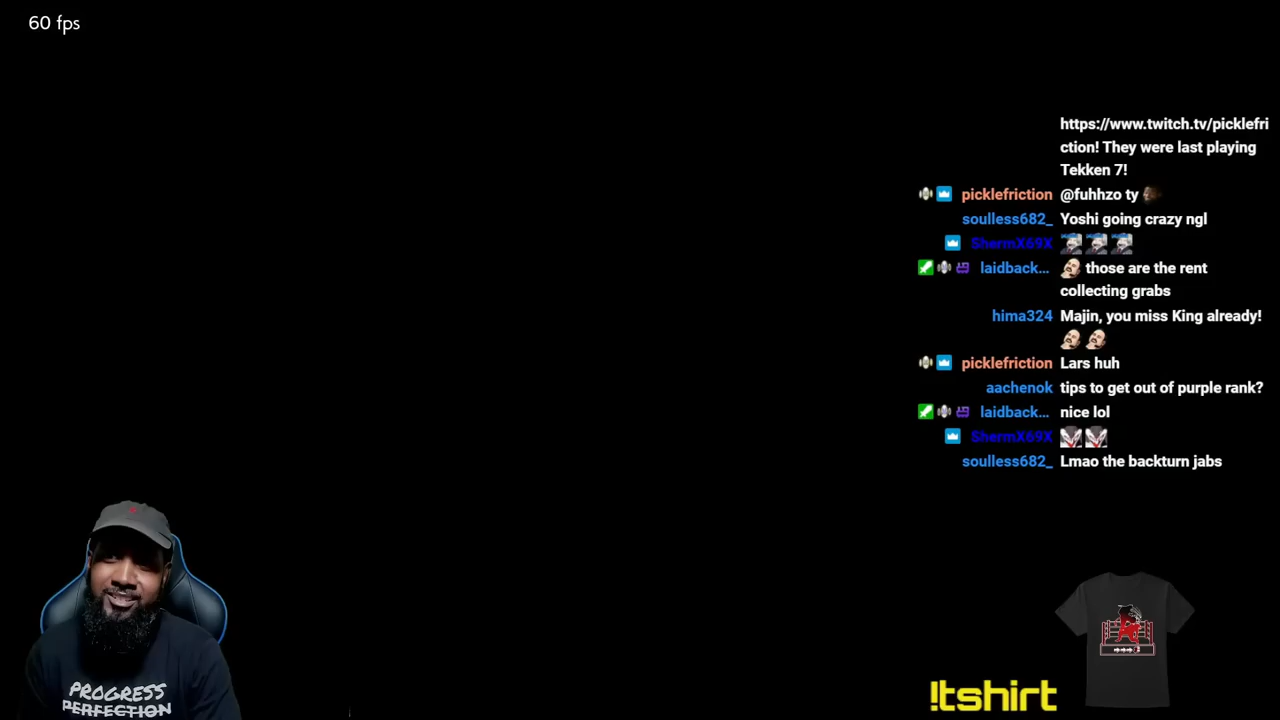 60 fps
https://www.twitch.tv/picklefri
ction! They were last playing
Tekken 7!
picklefriction @fuhhzo ty
soulless682_ Yoshi going crazy ngl
ShermX69X
laidback... those are the rent
collecting grabs
hima324 Majin, you miss King already!
picklefriction Lars huh
aachenok tips to get out of purple rank?
laidback... nice lol
ShermX69X
soulless682_ Lmao the backturn jabs
PROGRESS
PERFECTION
!tshirt